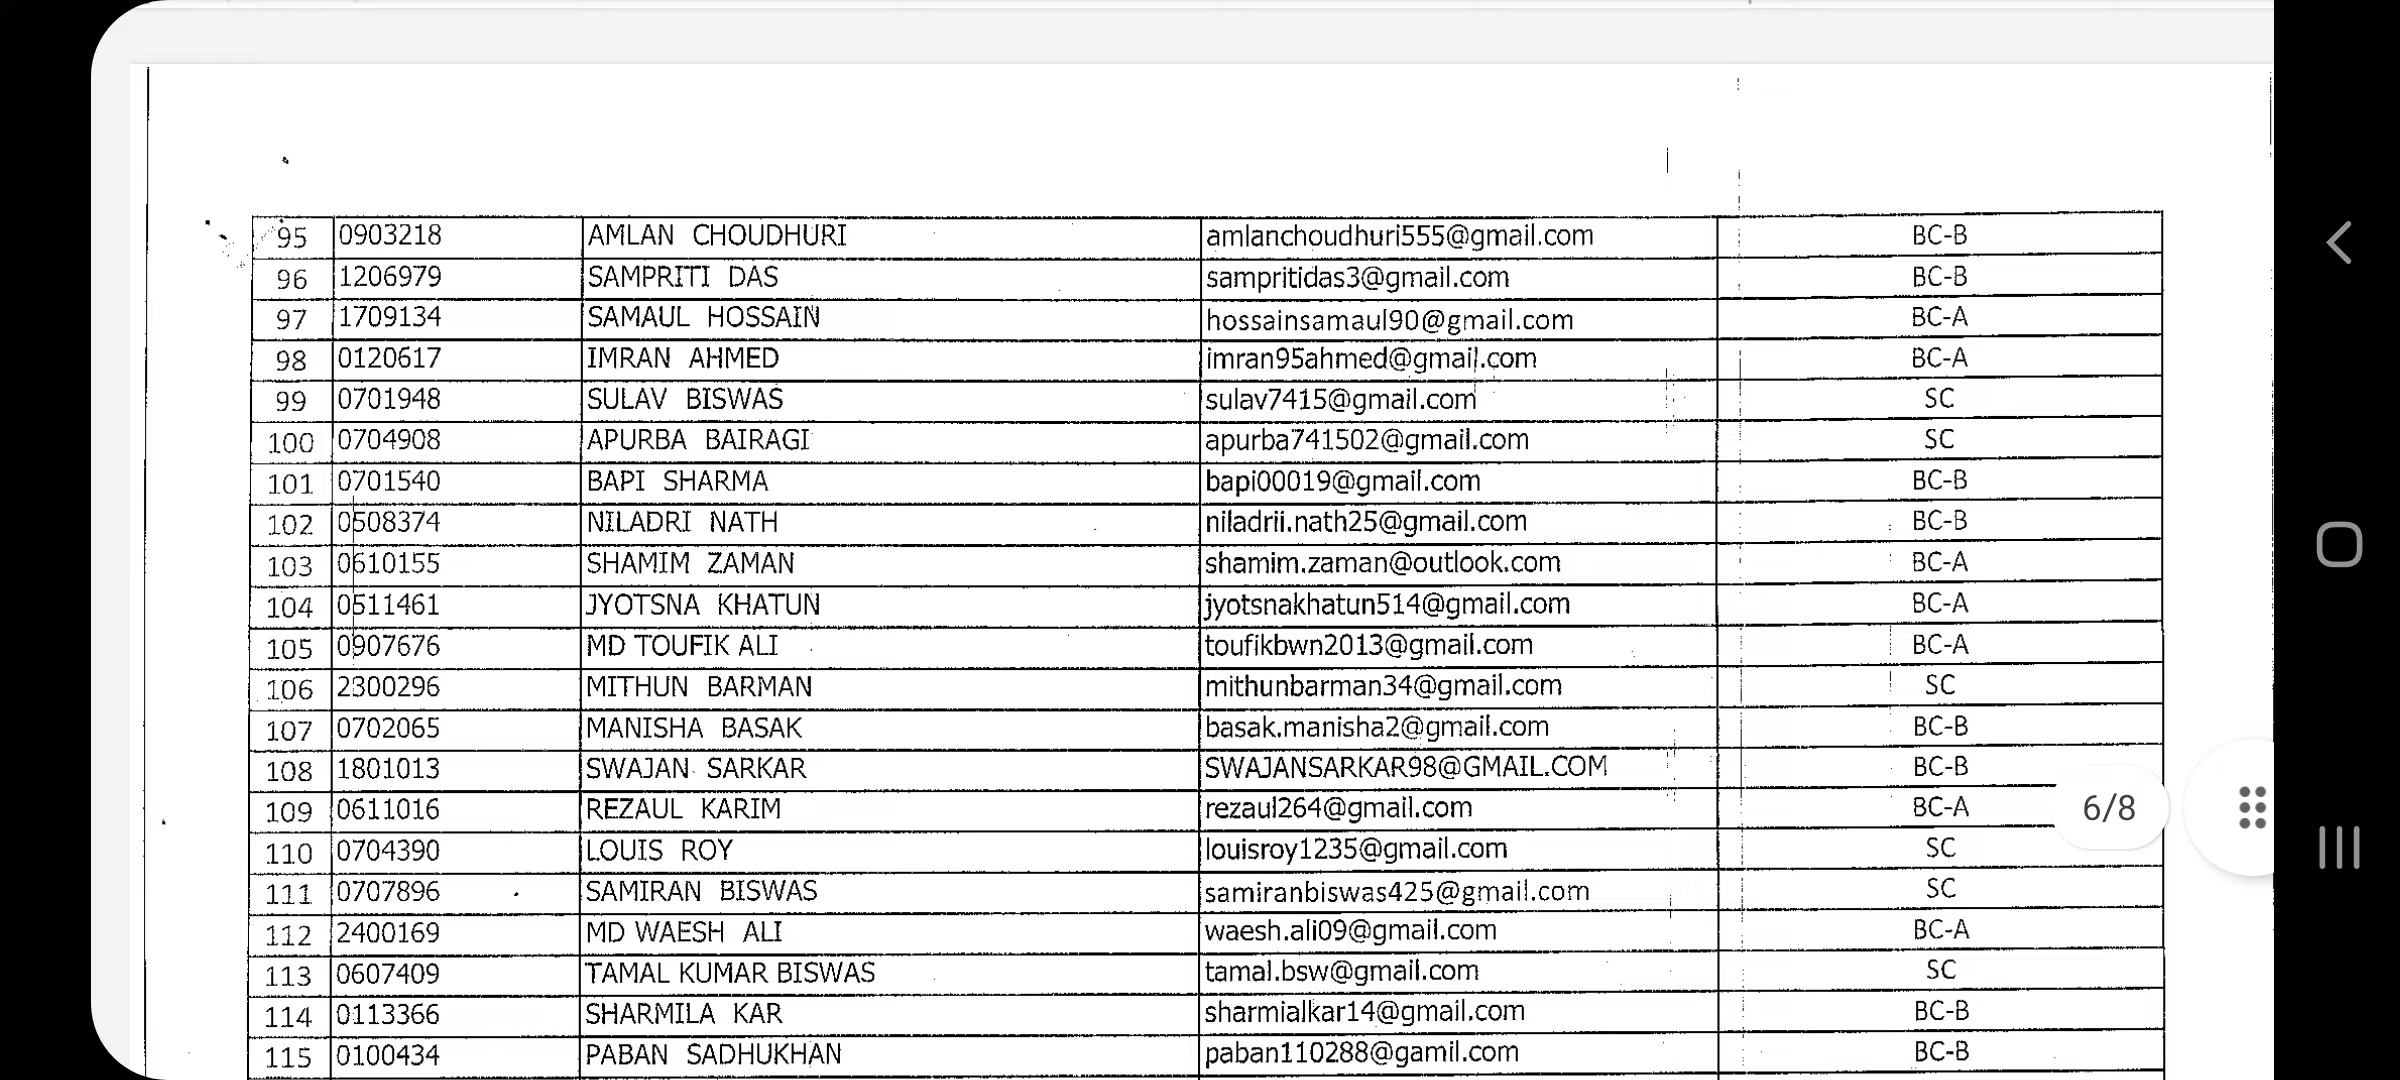 95 0903218 AMLAN CHOUDHURI amlanchoudhuri555@gmail.com BC-B
96 1206979 SAMPRITI DAS sampritidas3@gmail.com BC-B
97 1709134 SAMAUL HOSSAIN hossainsamaul90@gmail.com BC-A
98 0120617 IMRAN AHMED imran95ahmed@gmail.com BC-A
99 0701948 SULAV BISWAS sulav7415@gmail.com SC
100 0704908 APURBA BAIRAGI apurba741502@gmail.com SC
101 0701540 BAPI SHARMA bapi00019@gmail.com BC-B
102 0508374 NILADRI NATH niladrii.nath25@gmail.com BC-B
103 0610155 SHAMIM ZAMAN shamim.zaman@outlook.com BC-A
104 0511461 JYOTSNA KHATUN jyotsnakhatun514@gmail.com BC-A
105 0907676 MD TOUFIK ALI toufikbwn2013@gmail.com BC-A
106 2300296 MITHUN BARMAN mithunbarman34@gmail.com SC
107 0702065 MANISHA BASAK basak.manisha2@gmail.com BC-B
108 1801013 SWAJAN SARKAR SWAJANSARKAR98@GMAIL.COM BC-B
109 0611016 REZAUL KARIM rezaul264@gmail.com BC-A
6/8
110 0704390 LOUIS ROY louisroy1235@gmail.com SC
111 0707896 SAMIRAN BISWAS samiranbiswas425@gmail.com SC
112 2400169 MD WAESH ALI waesh.ali09@gmail.com BC-A
113 0607409 TAMAL KUMAR BISWAS tamal.bsw@gmail.com SC
114 0113366 SHARMILA KAR sharmialkar14@gmail.com BC-B
115 0100434 PABAN SADHUKHAN paban110288@gamil.com BC-B